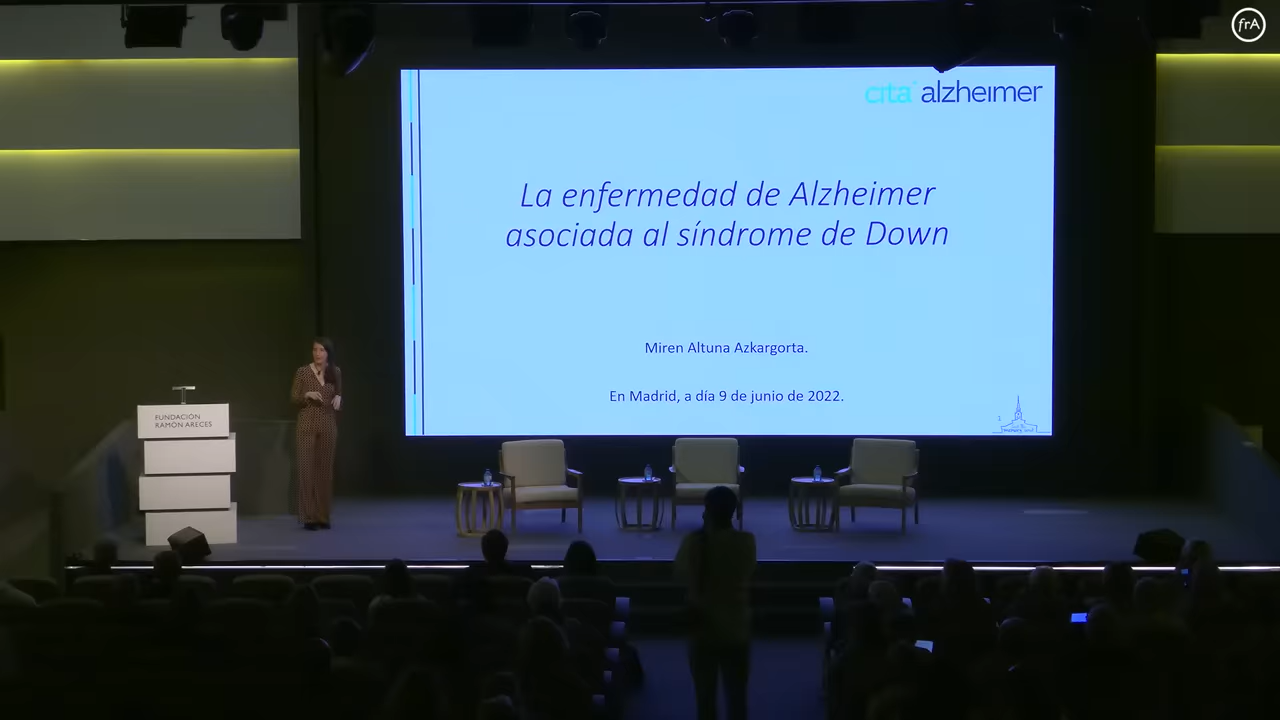 frA
cita alzheimer
La enfermedad de Alzheimer
asociada al síndrome de Down
Miren Altuna Azkargorta.
En Madrid, a día 9 de junio de 2022.
FUNDACIÓN
RAMÓN ARECES